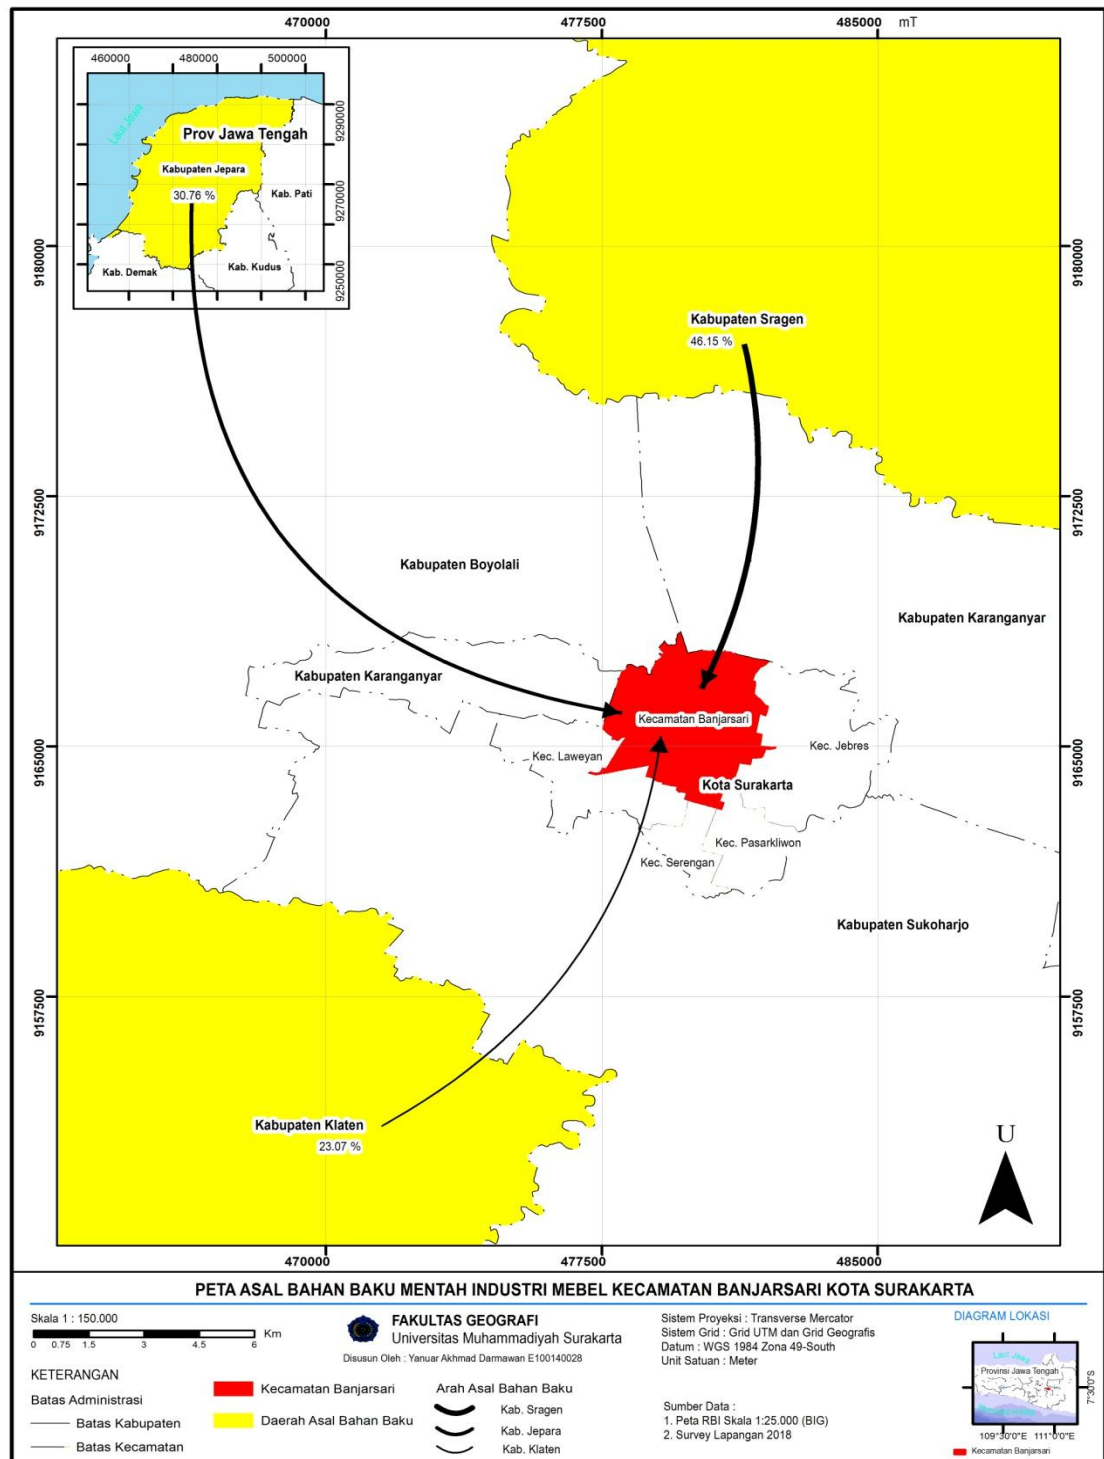 470000
477500
485000
mT
460000
480000
500000
Laut Jawa
Prov Jawa Tengah
Kabupaten Jepara
30.76 %
Kab. Pati
Kab. Demak
Kab. Kudus
9290000
9270000
9250000
9180000
9180000
Kabupaten Sragen
46.15 %
9172500
9172500
Kabupaten Boyolali
Kabupaten Karanganyar
Kabupaten Karanganyar
Kecamatan Banjarsari
Kec. Laweyan
Kec. Jebres
9165000
9165000
Kota Surakarta
Kec. Pasarkliwon
Kec. Serengan
Kabupaten Sukoharjo
9157500
9157500
Kabupaten Klaten
23.07 %
U
470000
477500
485000
PETA ASAL BAHAN BAKU MENTAH INDUSTRI MEBEL KECAMATAN BANJARSARI KOTA SURAKARTA
Skala 1 : 150.000
0 0.75 1.5 3 4.5 6 Km
FAKULTAS GEOGRAFI
Universitas Muhammadiyah Surakarta
Disusun Oleh : Yanuar Akhmad Darmawan E100140028
Sistem Proyeksi : Transverse Mercator
Sistem Grid : Grid UTM dan Grid Geografis
Datum : WGS 1984 Zona 49-South
Unit Satuan : Meter
Sumber Data :
1. Peta RBI Skala 1:25.000 (BIG)
2. Survey Lapangan 2018
KETERANGAN
Batas Administrasi
Batas Kabupaten
Batas Kecamatan
Kecamatan Banjarsari
Daerah Asal Bahan Baku
Arah Asal Bahan Baku
Kab. Sragen
Kab. Jepara
Kab. Klaten
DIAGRAM LOKASI
Laut Jawa
Provinsi Jawa Tengah
7°30'0"S
109°30'0"E 111°0'0"E
Kecamatan Banjarsari